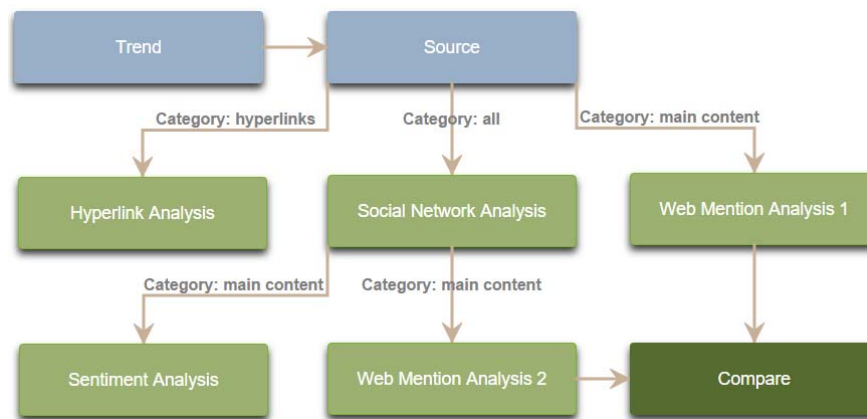 Trend
Source
Category: hyperlinks
Category: all
Category: main content
Hyperlink Analysis
Social Network Analysis
Web Mention Analysis 1
Category: main content
Category: main content
Sentiment Analysis
Web Mention Analysis 2
Compare